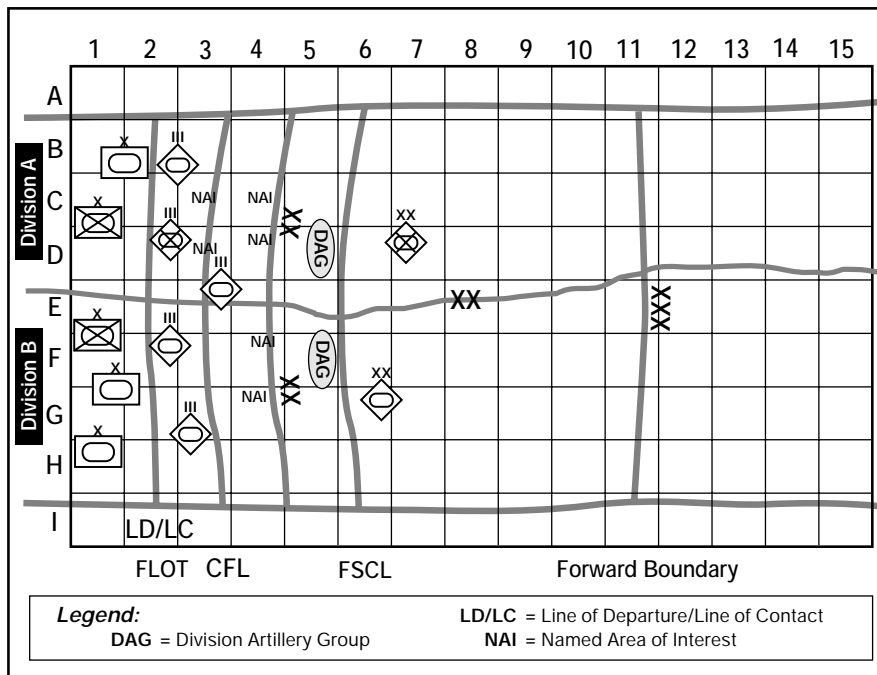 1 2 3 4 5 6 7 8 9 10 11 12 13 14 15
A
B
C
D
E
F
G
H
I
Division A
Division B
X III
X III NAI NAI XX XX
NAI NAI DAG
III
XX XXX
X III NAI DAG
X NAI XX XX
X III
LD/LC
FLOT CFL FSCL Forward Boundary
Legend:
DAG = Division Artillery Group
LD/LC = Line of Departure/Line of Contact
NAI = Named Area of Interest